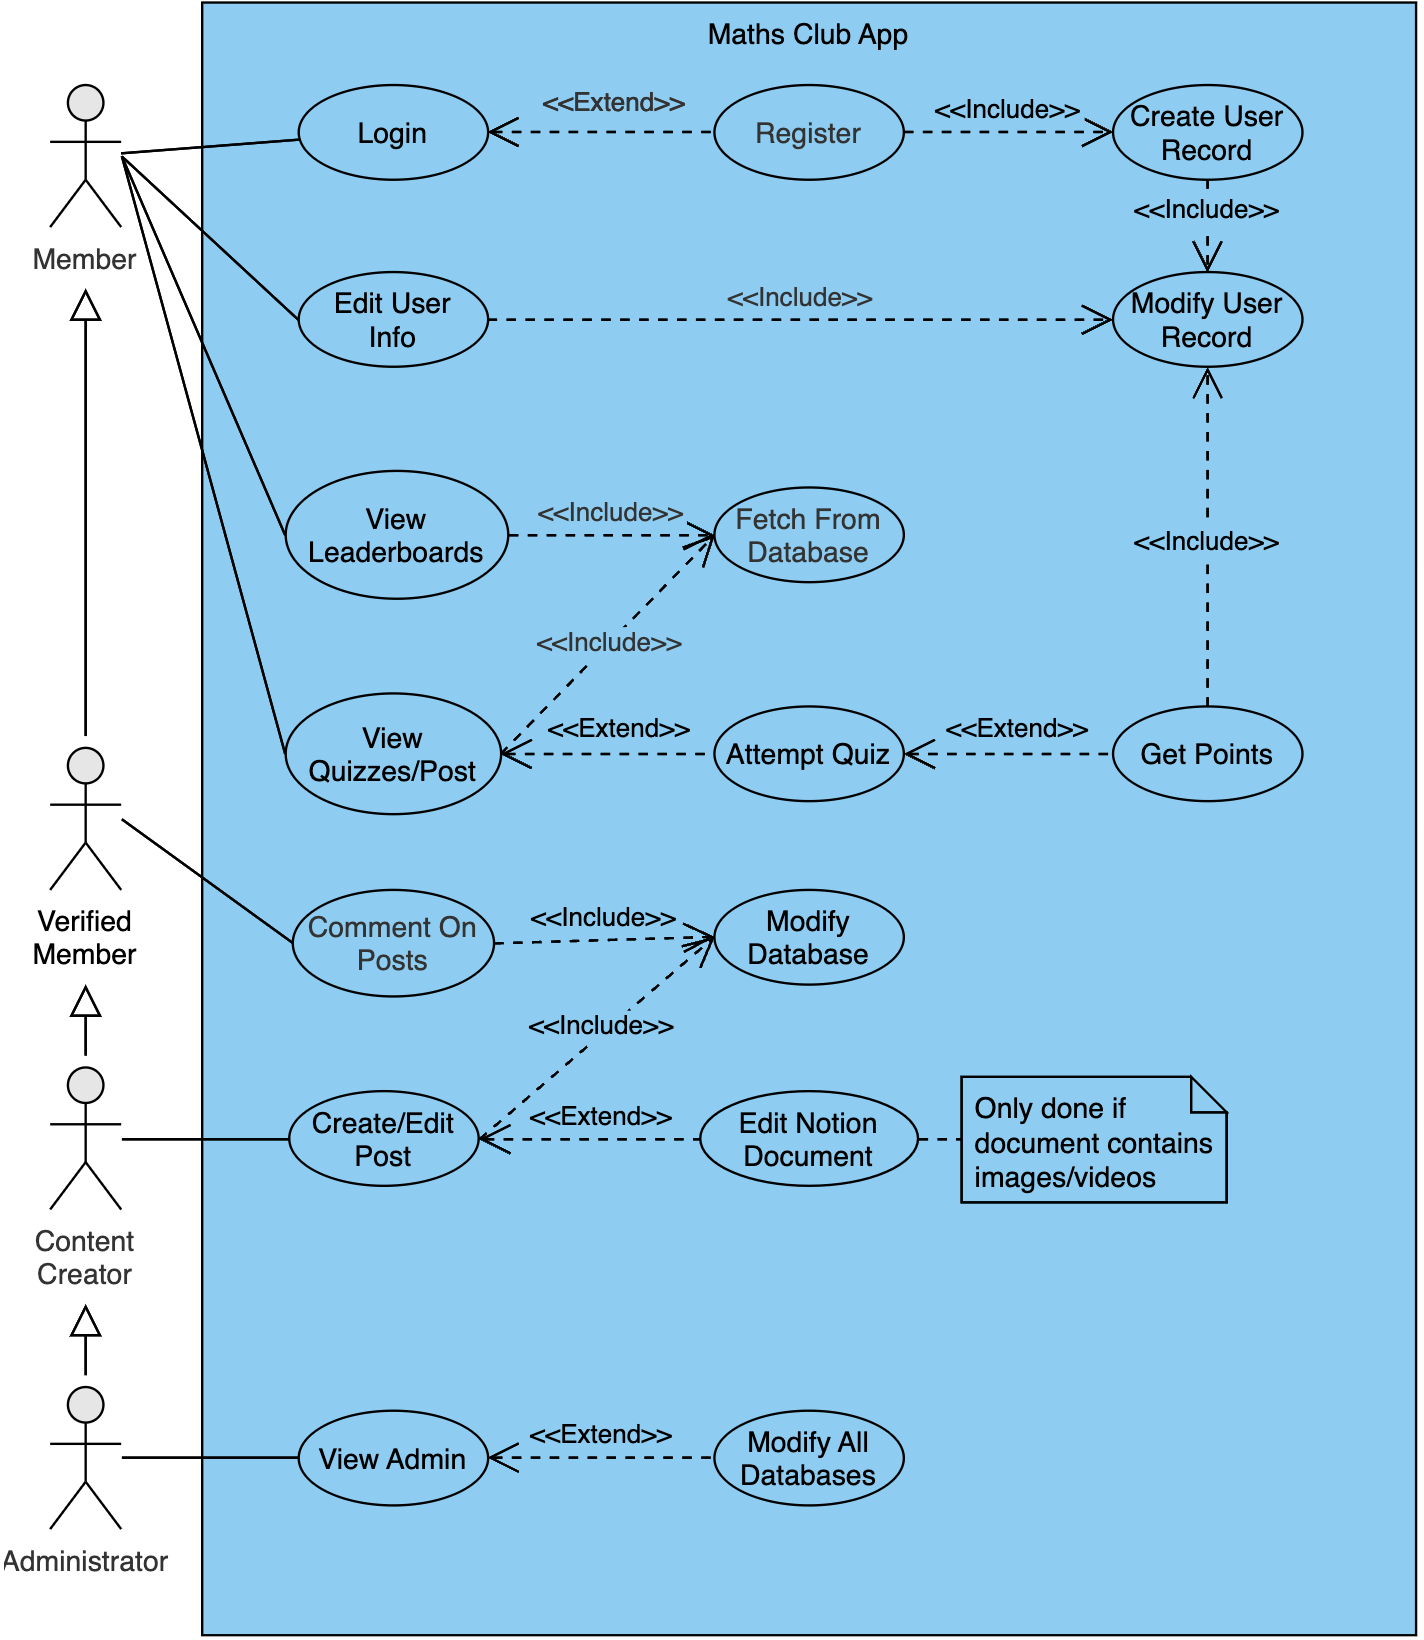 Maths Club App
Login
<<Extend>>
Register
<<Include>>
Create User
Record
<<Include>>
Member
Edit User
Info
<<Include>>
Modify User
Record
View
Leaderboards
<<Include>>
Fetch From
Database
<<Include>>
<<Include>>
View
Quizzes/Post
<<Extend>>
Attempt Quiz
<<Extend>>
Get Points
Verified
Member
Comment On
Posts
<<Include>>
Modify
Database
<<Include>>
Create/Edit
Post
<<Extend>>
Edit Notion
Document
Only done if
document contains
images/videos
Content
Creator
View Admin
<<Extend>>
Modify All
Databases
Administrator